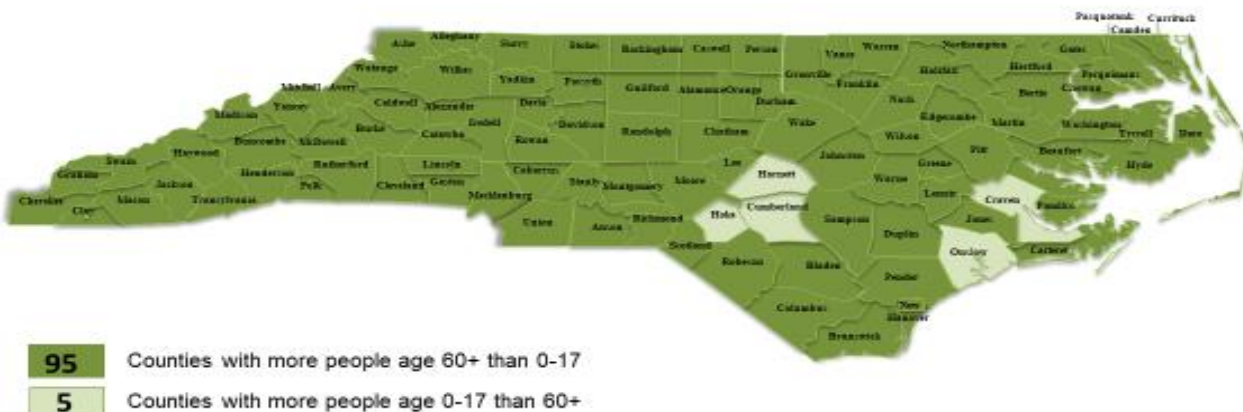 Pasquotank Currituck
Camden
Ashe Alleghany Surry Stokes Rockingham Caswell Person Vance Warren Northampton Gates
Watauga Wilkes Yadkin Forsyth Guilford Alamance Orange Granville Franklin Halifax Hertford Perquimans
Mitchell Avery Caldwell Alexander Davie Durham Nash Bertie Chowan
Madison Yancey Iredell Davidson Randolph Chatham Wake Edgecombe Martin Washington Tyrrell Dare
Buncombe McDowell Burke Catawba Rowan Wilson Pitt Beaufort
Swain Haywood Rutherford Lincoln Cabarrus Lee Johnston Greene Hyde
Graham Jackson Henderson Polk Cleveland Gaston Stanly Montgomery Moore Harnett Wayne Lenoir Craven
Cherokee Clay Macon Transylvania Mecklenburg Union Anson Richmond Hoke Cumberland Sampson Jones Pamlico
Scotland Duplin Onslow Carteret
Robeson Bladen Pender
Columbus New
Hanover
Brunswick
95 Counties with more people age 60+ than 0-17
5 Counties with more people age 0-17 than 60+